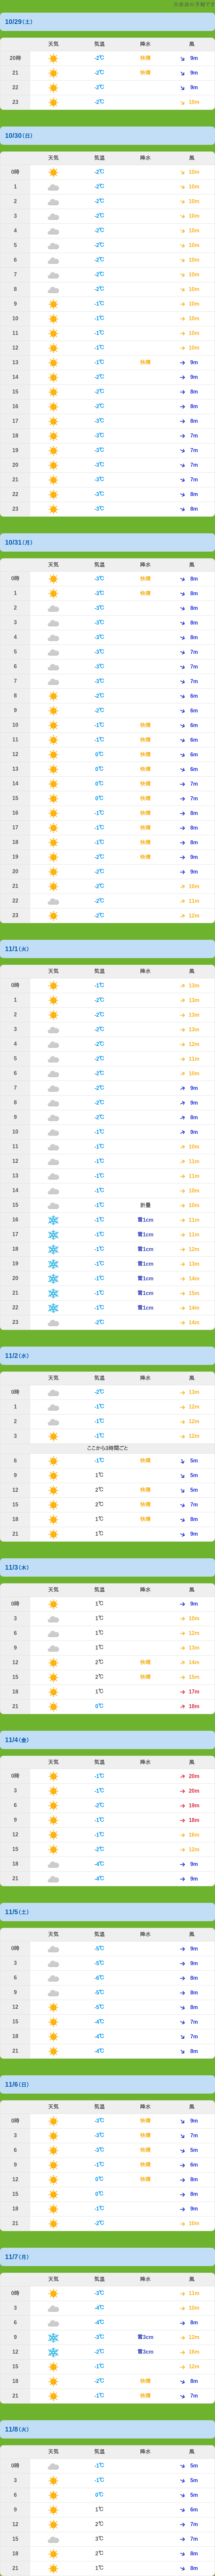 10/29(土)
天気 気温 降水 風
20時 -2℃ 快晴 9m
21 -2℃ 快晴 9m
22 -2℃ 9m
23 -2℃ 10m
10/30(日)
天気 気温 降水 風
0時 -2℃ 10m
1 -2℃ 10m
2 -2℃ 10m
3 -2℃ 10m
4 -2℃ 10m
5 -2℃ 10m
6 -2℃ 10m
7 -2℃ 10m
8 -2℃ 10m
9 -1℃ 10m
10 -1℃ 10m
11 -1℃ 10m
12 -1℃ 10m
13 -1℃ 快晴 9m
14 -2℃ 9m
15 -2℃ 8m
16 -2℃ 8m
17 -3℃ 8m
18 -3℃ 7m
19 -3℃ 7m
20 -3℃ 7m
21 -3℃ 7m
22 -3℃ 8m
23 -3℃ 8m
10/31(月)
天気 気温 降水 風
0時 -3℃ 快晴 8m
1 -3℃ 快晴 8m
2 -3℃ 8m
3 -3℃ 8m
4 -3℃ 8m
5 -3℃ 7m
6 -3℃ 7m
7 -3℃ 7m
8 -2℃ 6m
9 -2℃ 6m
10 -1℃ 快晴 6m
11 -1℃ 快晴 6m
12 0℃ 快晴 6m
13 0℃ 快晴 6m
14 0℃ 快晴 7m
15 0℃ 快晴 7m
16 -1℃ 快晴 8m
17 -1℃ 快晴 8m
18 -1℃ 快晴 8m
19 -2℃ 快晴 9m
20 -2℃ 9m
21 -2℃ 10m
22 -2℃ 11m
23 -2℃ 12m
11/1(火)
天気 気温 降水 風
0時 -1℃ 13m
1 -2℃ 13m
2 -2℃ 13m
3 -2℃ 13m
4 -2℃ 12m
5 -2℃ 11m
6 -2℃ 10m
7 -2℃ 9m
8 -2℃ 9m
9 -2℃ 8m
10 -1℃ 9m
11 -1℃ 10m
12 -1℃ 11m
13 -1℃ 11m
14 -1℃ 10m
15 -1℃ 折畳 10m
16 -1℃ 雪1cm 11m
17 -1℃ 雪1cm 11m
18 -1℃ 雪1cm 12m
19 -1℃ 雪1cm 13m
20 -1℃ 雪1cm 14m
21 -1℃ 雪1cm 15m
22 -1℃ 雪1cm 14m
23 -2℃ 14m
11/2(水)
天気 気温 降水 風
0時 -2℃ 13m
1 -1℃ 12m
2 -1℃ 12m
3 -1℃ 12m
ここから3時間ごと
6 -1℃ 快晴 5m
9 1℃ 5m
12 2℃ 快晴 5m
15 2℃ 快晴 7m
18 1℃ 快晴 8m
21 1℃ 9m
11/3(木)
天気 気温 降水 風
0時 1℃ 9m
3 1℃ 10m
6 1℃ 12m
9 1℃ 13m
12 2℃ 快晴 14m
15 2℃ 快晴 15m
18 1℃ 17m
21 0℃ 18m
11/4(金)
天気 気温 降水 風
0時 -1℃ 20m
3 -1℃ 20m
6 -2℃ 19m
9 -1℃ 18m
12 -1℃ 16m
15 -2℃ 12m
18 -4℃ 9m
21 -4℃ 9m
11/5(土)
天気 気温 降水 風
0時 -5℃ 9m
3 -5℃ 9m
6 -6℃ 8m
9 -5℃ 8m
12 -5℃ 8m
15 -4℃ 7m
18 -4℃ 7m
21 -4℃ 8m
11/6(日)
天気 気温 降水 風
0時 -3℃ 快晴 9m
3 -3℃ 快晴 7m
6 -3℃ 快晴 5m
9 -1℃ 快晴 6m
12 0℃ 快晴 8m
15 0℃ 8m
18 -1℃ 9m
21 -2℃ 10m
11/7(月)
天気 気温 降水 風
0時 -3℃ 11m
3 -4℃ 10m
6 -4℃ 8m
9 -3℃ 雪3cm 12m
12 -2℃ 雪3cm 16m
15 -1℃ 12m
18 -2℃ 快晴 8m
21 -1℃ 快晴 7m
11/8(火)
天気 気温 降水 風
0時 -1℃ 5m
3 -1℃ 5m
6 0℃ 5m
9 1℃ 6m
12 2℃ 7m
15 3℃ 7m
18 2℃ 8m
21 1℃ 8m